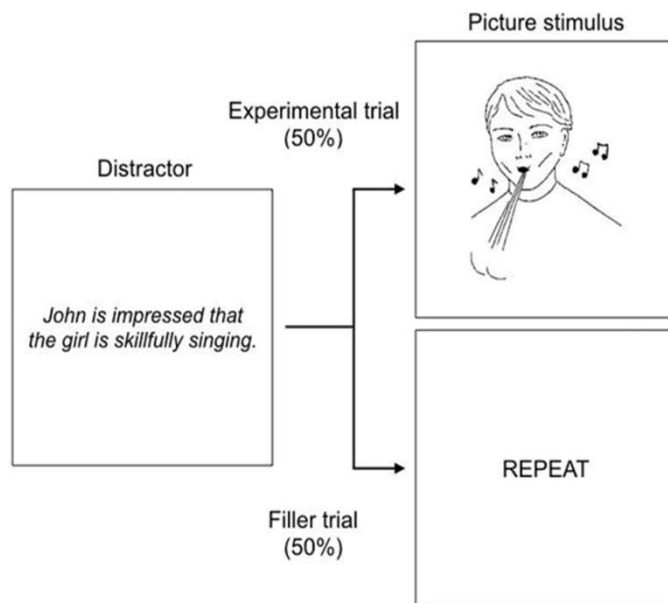 Picture stimulus
Experimental trial
(50%)
Distractor
John is impressed that
the girl is skillfully singing.
REPEAT
Filler trial
(50%)